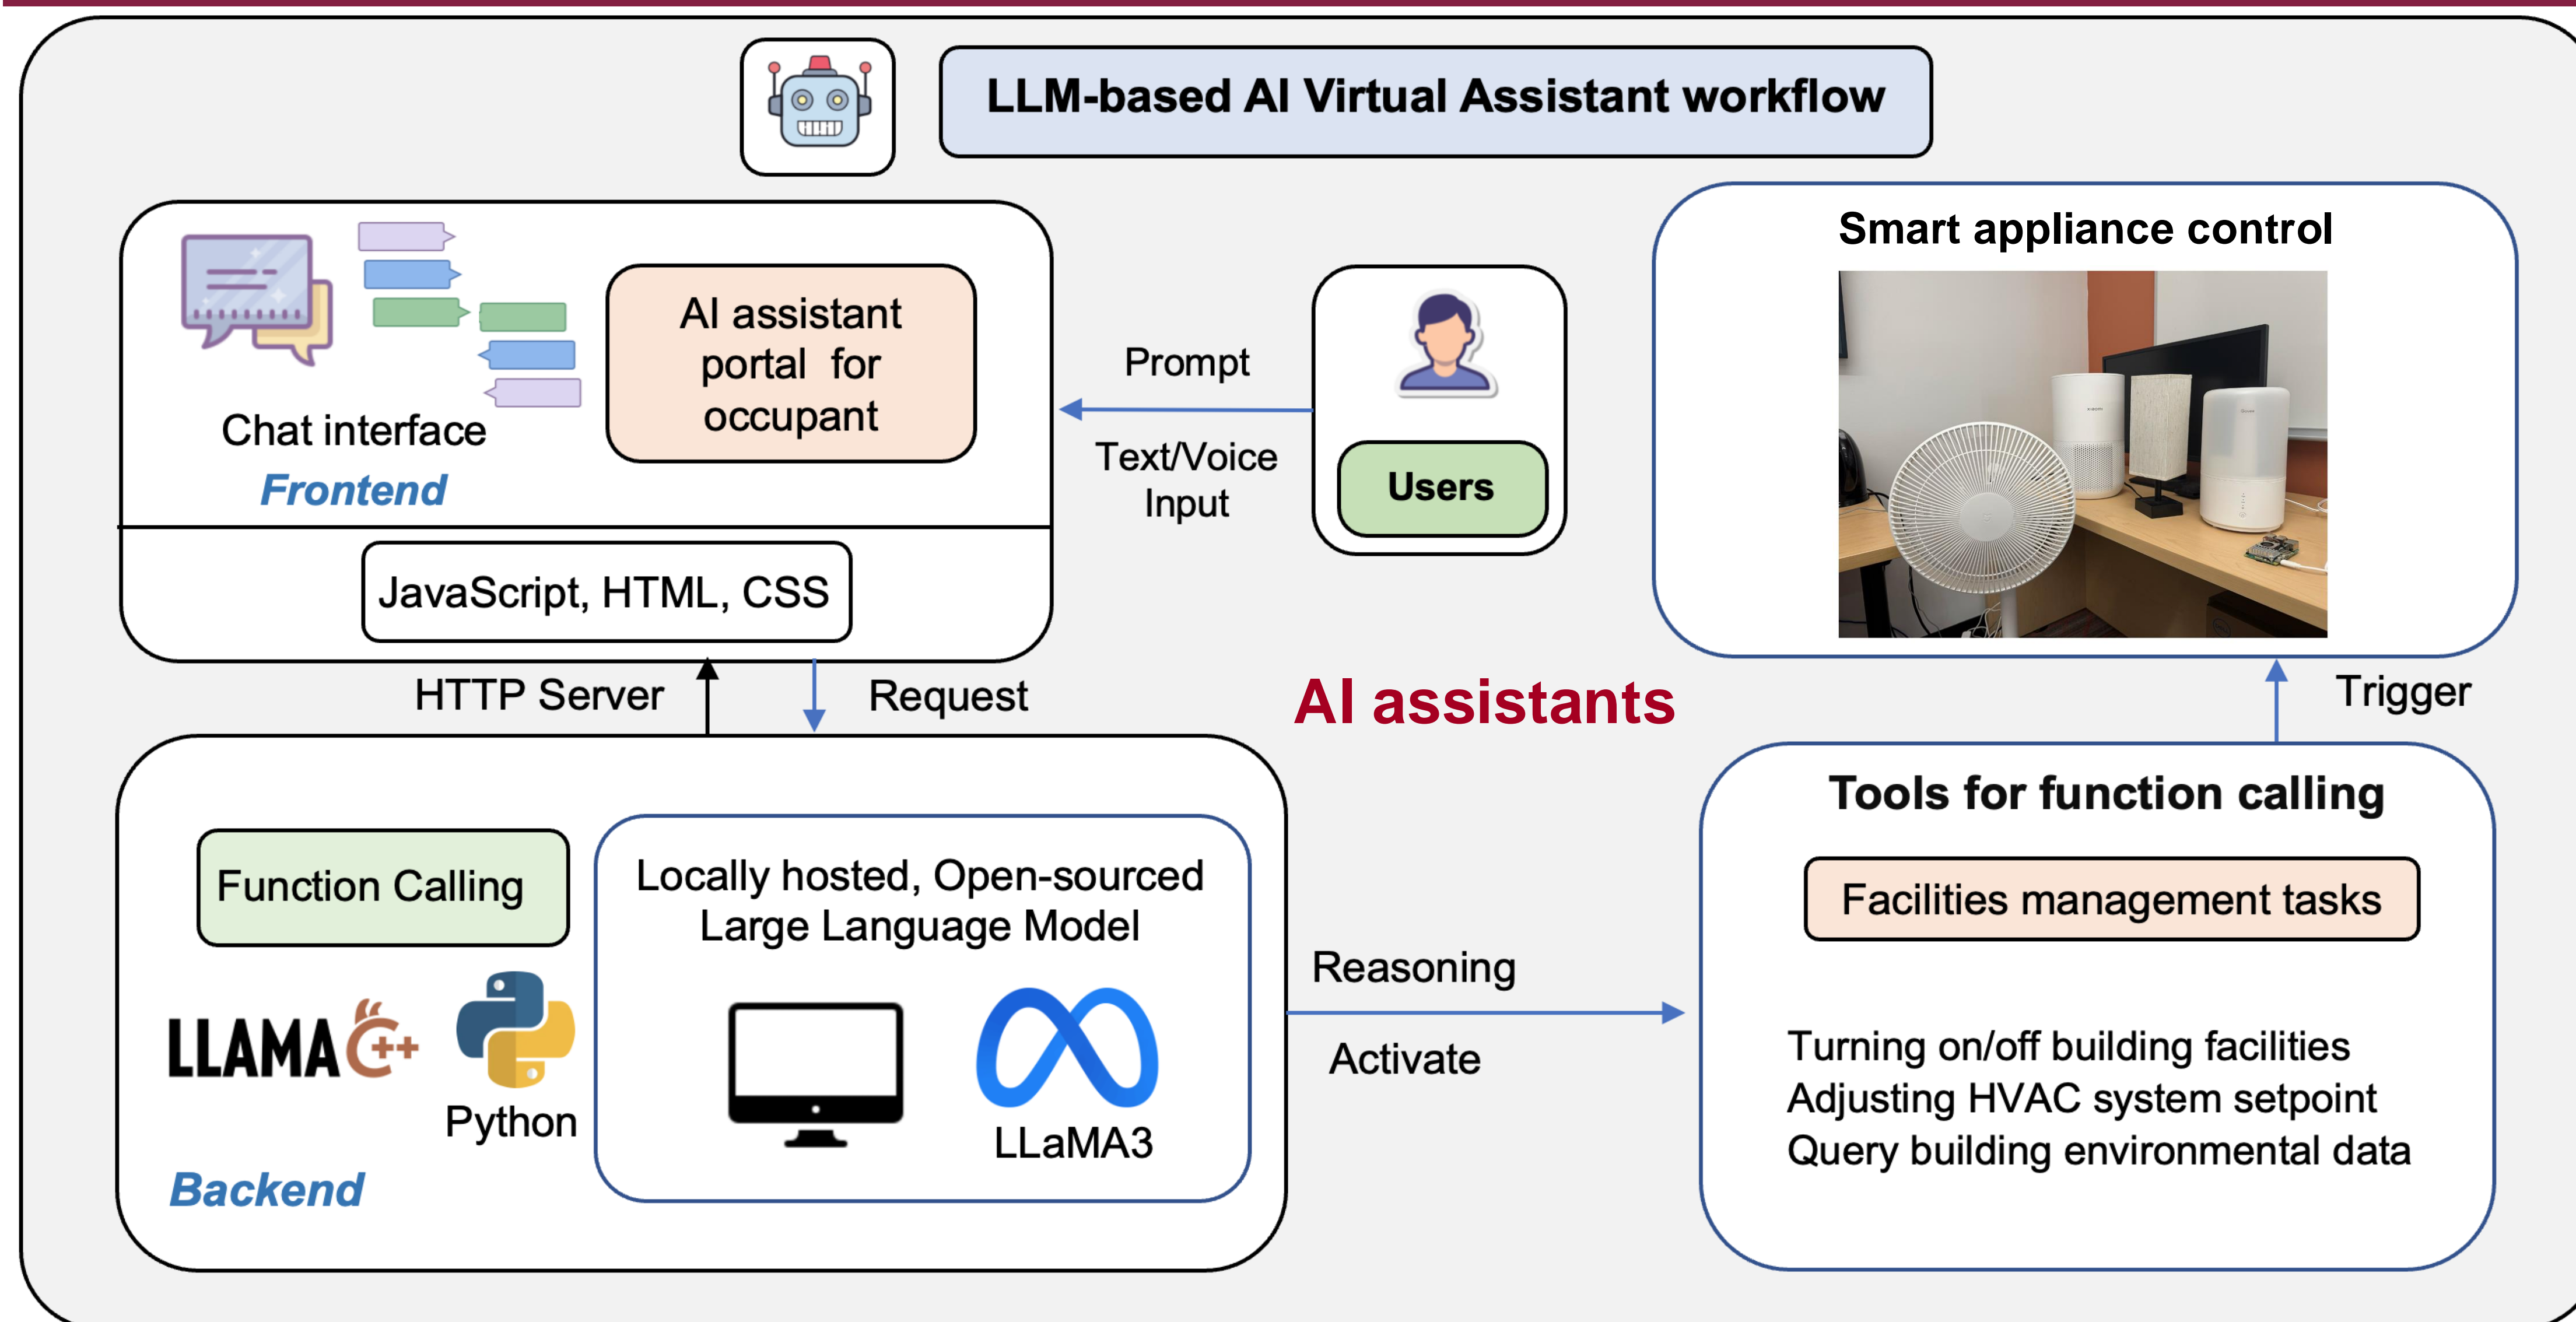 LLM-based AI Virtual Assistant workflow
Chat interface
Frontend
AI assistant
portal for
occupant
JavaScript, HTML, CSS
Prompt
Text/Voice
Input
Users
Smart appliance control
HTTP Server
Request
AI assistants
Trigger
Function Calling
LLAMA C++
Python
Backend
Locally hosted, Open-sourced
Large Language Model
LLaMA3
Reasoning
Activate
Tools for function calling
Facilities management tasks
Turning on/off building facilities
Adjusting HVAC system setpoint
Query building environmental data